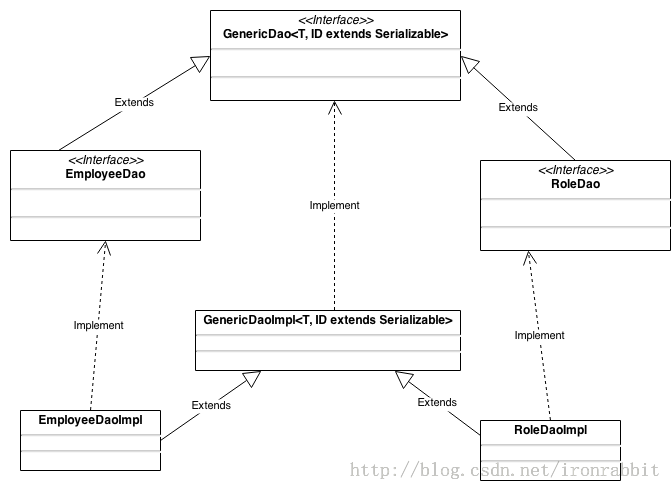 <<Interface>>
GenericDao<T, ID extends Serializable>
Extends
Extends
<<Interface>>
EmployeeDao
<<Interface>>
RoleDao
Implement
GenericDaoImpl<T, ID extends Serializable>
Implement
Implement
Extends
Extends
EmployeeDaoImpl
RoleDaoImpl
http://blog.csdn.net/ironrabbit